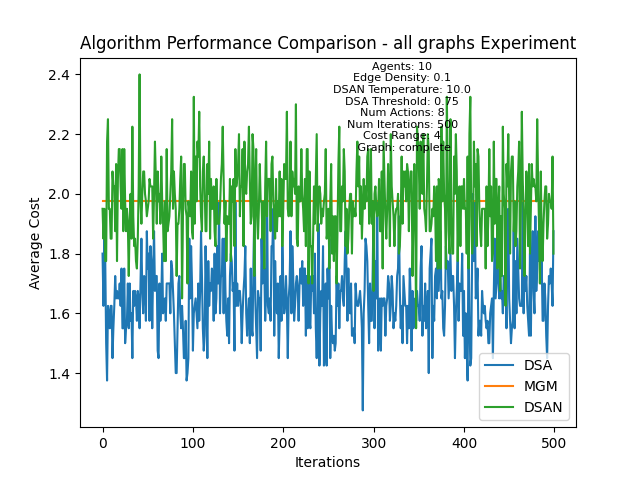 Algorithm Performance Comparison - all graphs Experiment
Agents: 10
Edge Density: 0.1
DSAN Temperature: 10.0
DSA Threshold: 0.75
Num Actions: 8
Num Iterations: 500
Cost Range: 4
Graph: complete
Average Cost
2.4
2.2
2.0
1.8
1.6
1.4
DSA
MGM
DSAN
0
100
200
300
400
500
Iterations